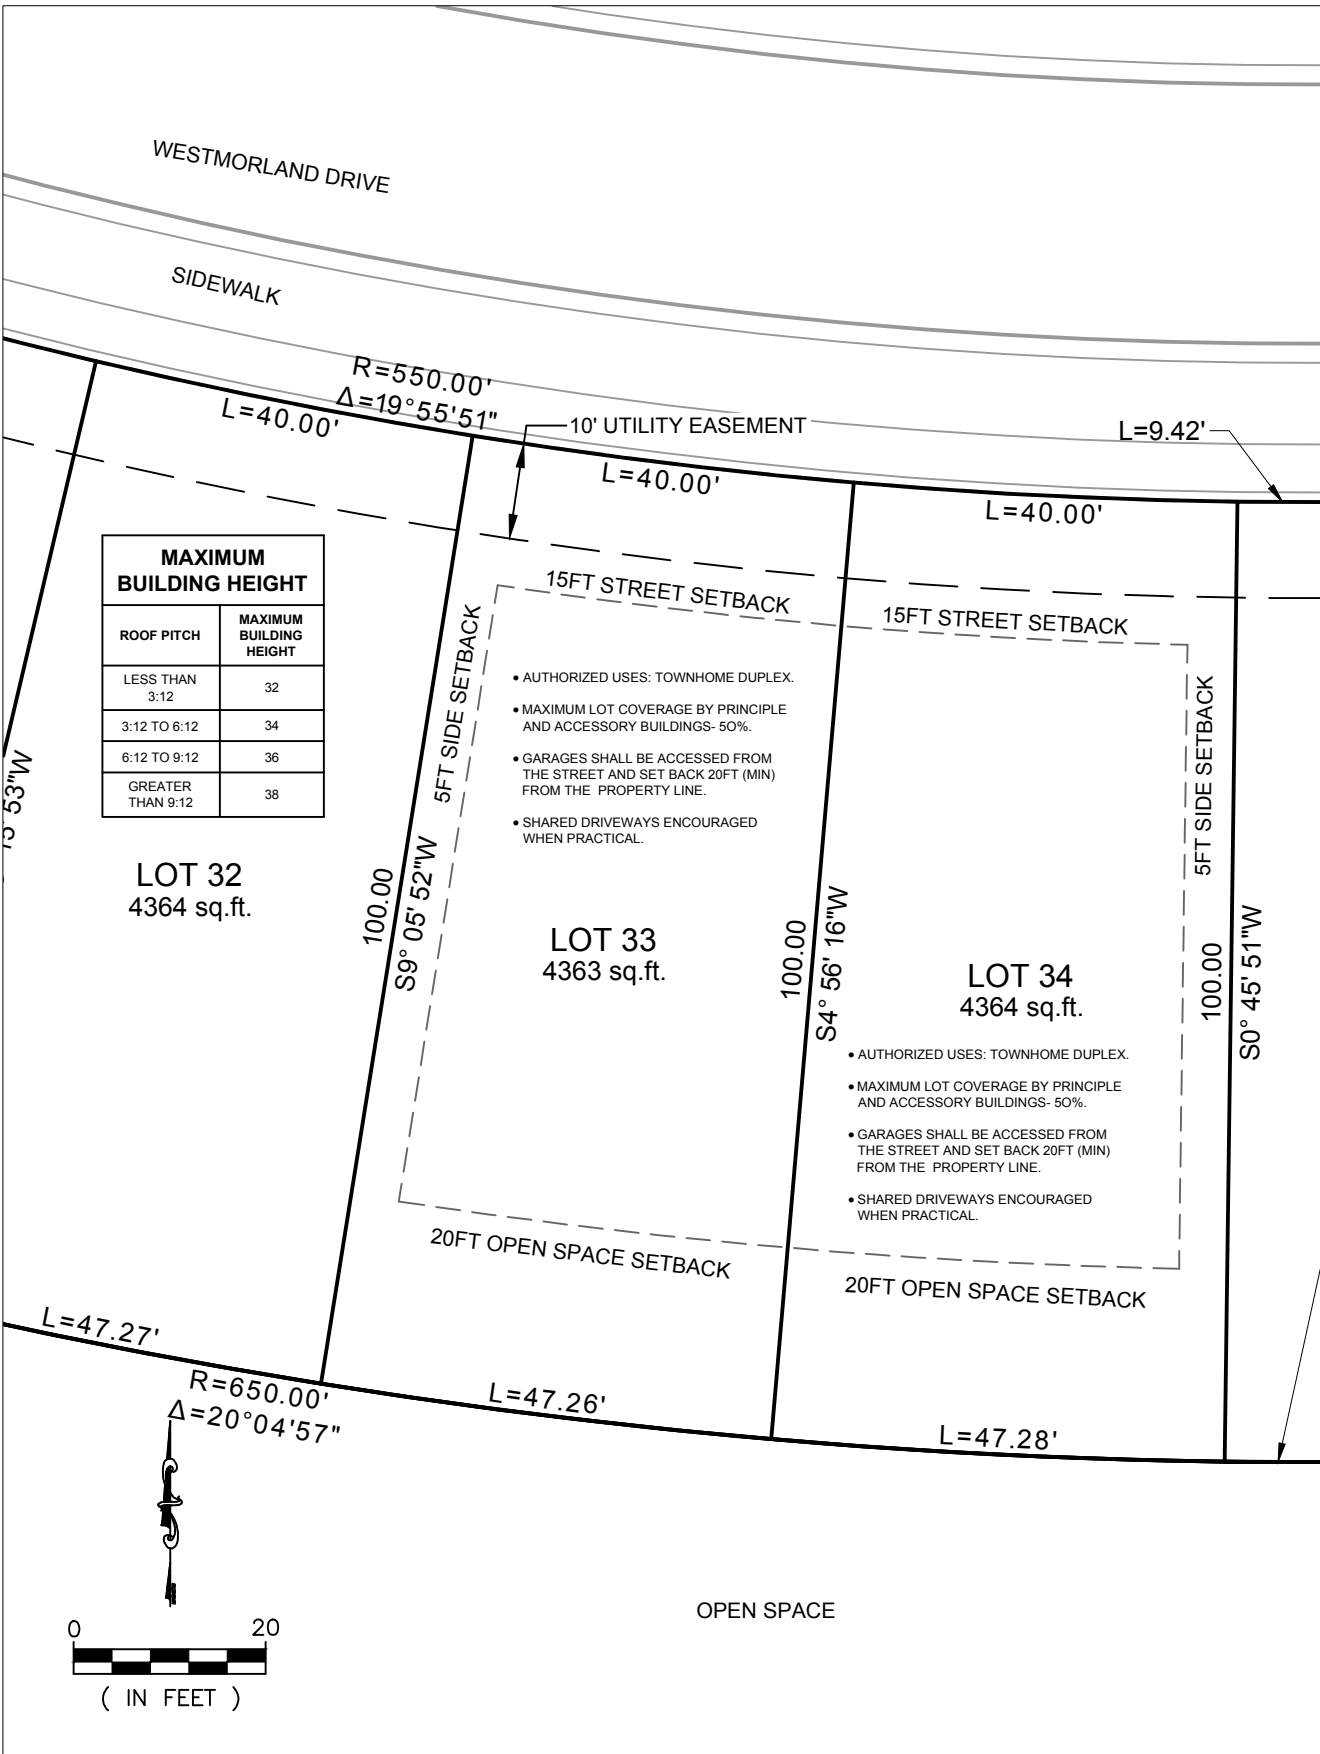 WESTMORLAND DRIVE
SIDEWALK
R=550.00'
Δ=19°55'51"
L=40.00'
10' UTILITY EASEMENT
L=9.42'
L=40.00'
L=40.00'
MAXIMUM
BUILDING HEIGHT
ROOF PITCH
MAXIMUM
BUILDING
HEIGHT
LESS THAN
3:12
32
3:12 TO 6:12
34
6:12 TO 9:12
36
GREATER
THAN 9:12
38
15FT STREET SETBACK
15FT STREET SETBACK
5FT SIDE SETBACK
• AUTHORIZED USES: TOWNHOME DUPLEX.
• MAXIMUM LOT COVERAGE BY PRINCIPLE
AND ACCESSORY BUILDINGS- 50%.
• GARAGES SHALL BE ACCESSED FROM
THE STREET AND SET BACK 20FT (MIN)
FROM THE PROPERTY LINE.
• SHARED DRIVEWAYS ENCOURAGED
WHEN PRACTICAL.
5FT SIDE SETBACK
53"W
LOT 32
4364 sq.ft.
100.00
S9° 05' 52"W
LOT 33
4363 sq.ft.
100.00
S4° 56' 16"W
LOT 34
4364 sq.ft.
100.00
S0° 45' 51"W
• AUTHORIZED USES: TOWNHOME DUPLEX.
• MAXIMUM LOT COVERAGE BY PRINCIPLE
AND ACCESSORY BUILDINGS- 50%.
• GARAGES SHALL BE ACCESSED FROM
THE STREET AND SET BACK 20FT (MIN)
FROM THE PROPERTY LINE.
• SHARED DRIVEWAYS ENCOURAGED
WHEN PRACTICAL.
20FT OPEN SPACE SETBACK
20FT OPEN SPACE SETBACK
L=47.27'
R=650.00'
Δ=20°04'57"
L=47.26'
L=47.28'
OPEN SPACE
0 20
( IN FEET )